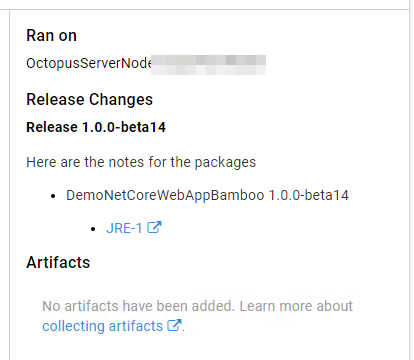 Ran on
OctopusServerNode
Release Changes
Release 1.0.0-beta14
Here are the notes for the packages
DemoNetCoreWebAppBamboo 1.0.0-beta14
JRE-1
Artifacts
No artifacts have been added. Learn more about
collecting artifacts.